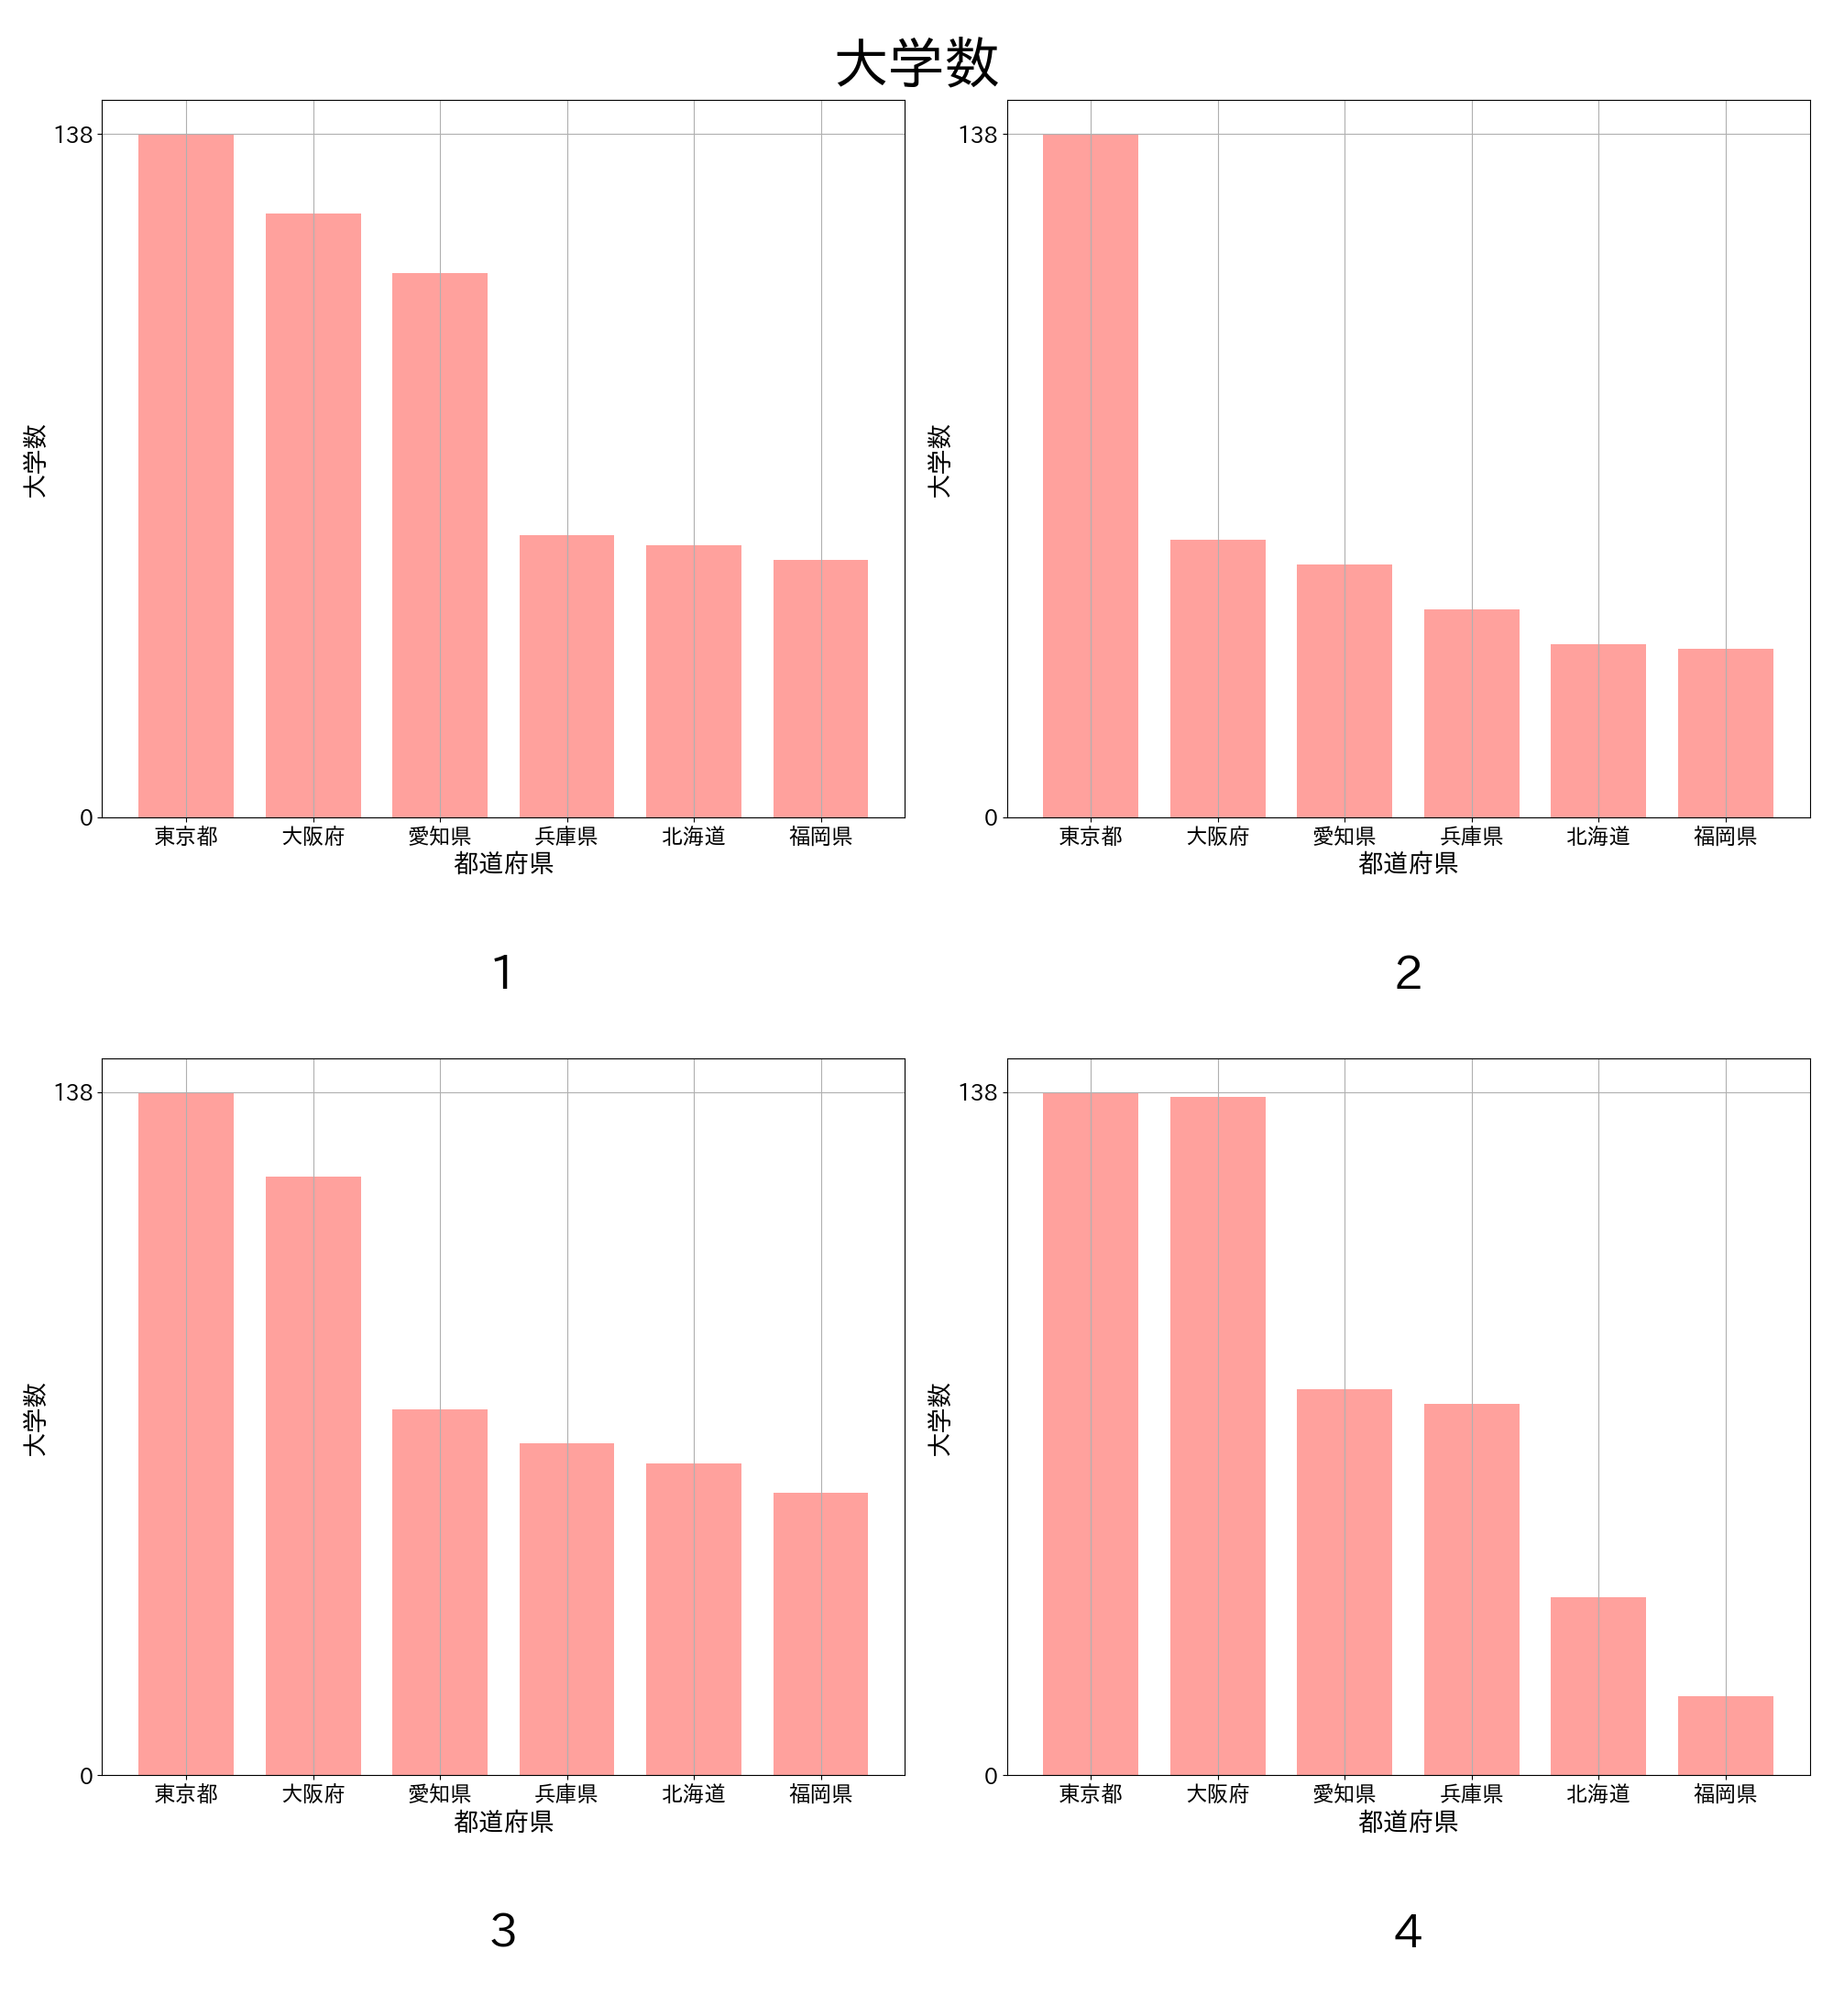 大学数
138
0
大学数
東京都 大阪府 愛知県 兵庫県 北海道 福岡県
都道府県
1
138
0
大学数
東京都 大阪府 愛知県 兵庫県 北海道 福岡県
都道府県
2
138
0
大学数
東京都 大阪府 愛知県 兵庫県 北海道 福岡県
都道府県
3
138
0
大学数
東京都 大阪府 愛知県 兵庫県 北海道 福岡県
都道府県
4